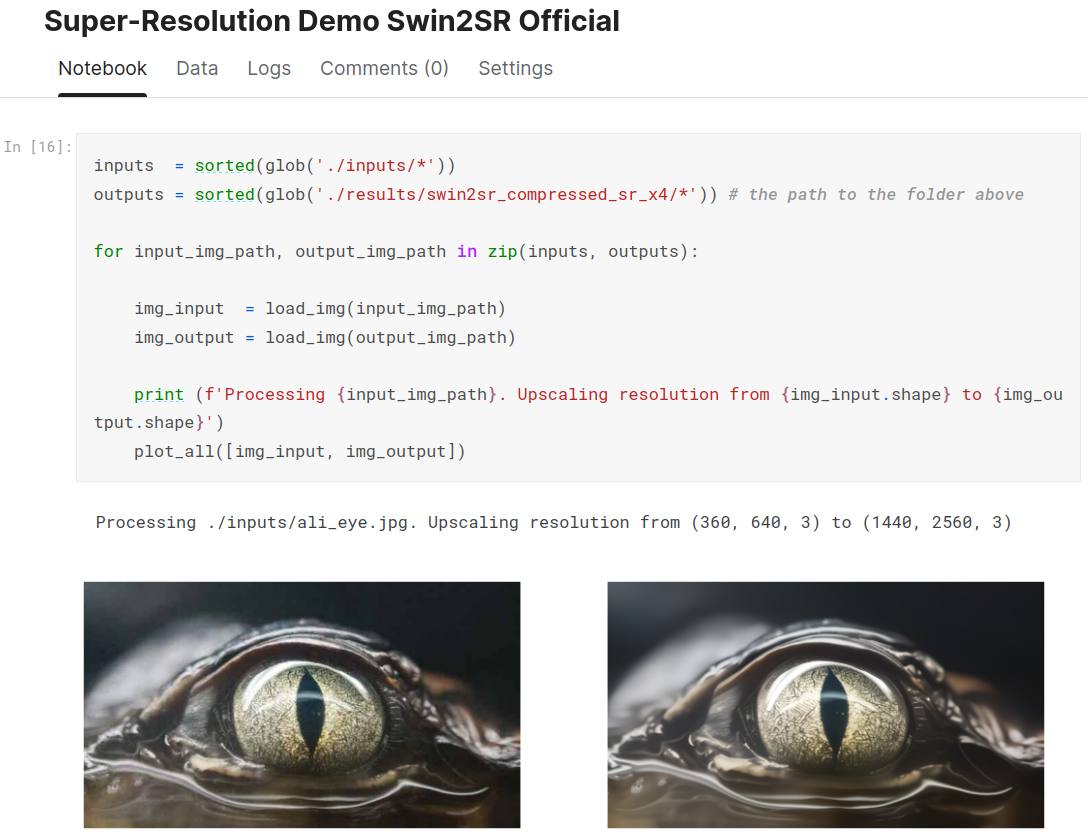 Super-Resolution Demo Swin2SR Official
Notebook Data Logs Comments (0) Settings
In [16]:
inputs  = sorted(glob('./inputs/*'))
outputs = sorted(glob('./results/swin2sr_compressed_sr_x4/*')) # the path to the folder above
for input_img_path, output_img_path in zip(inputs, outputs):
    img_input  = load_img(input_img_path)
    img_output = load_img(output_img_path)
    print (f'Processing {input_img_path}. Upscaling resolution from {img_input.shape} to {img_ou
tput.shape}')
    plot_all([img_input, img_output])
Processing ./inputs/ali_eye.jpg. Upscaling resolution from (360, 640, 3) to (1440, 2560, 3)